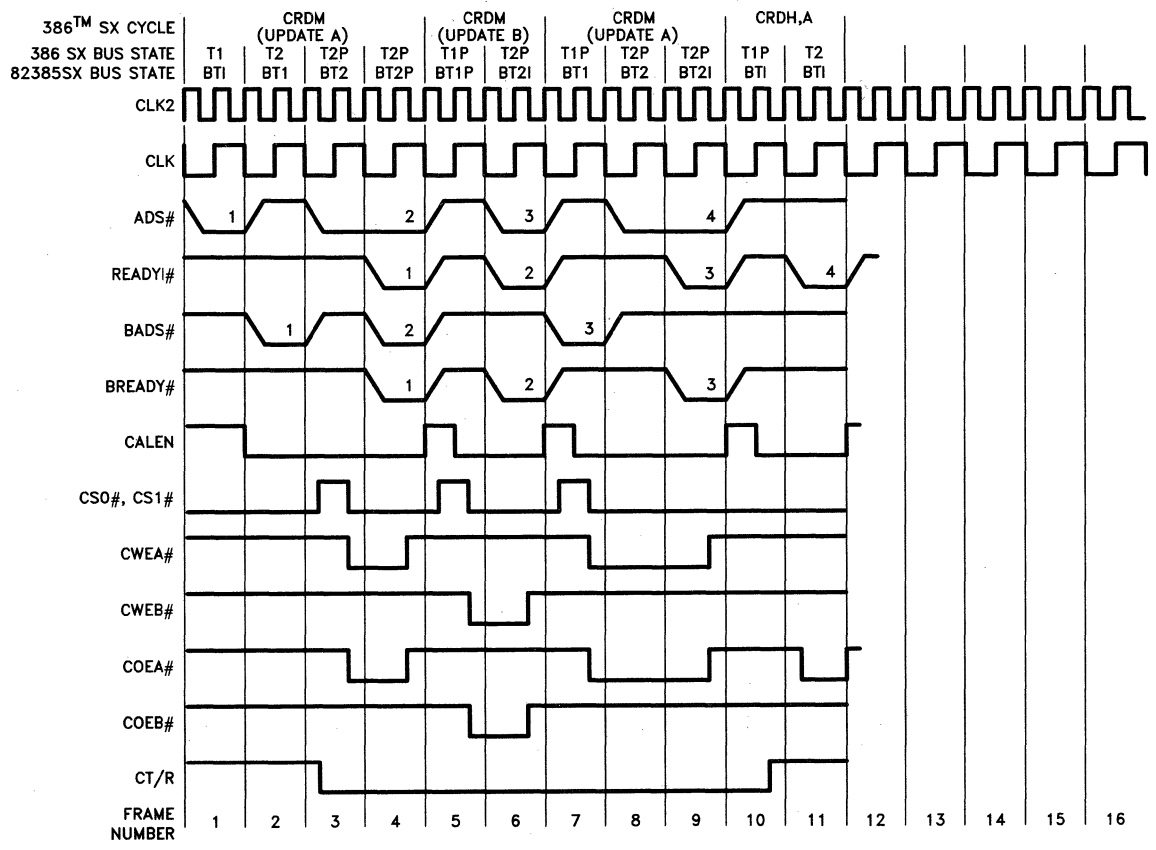 386™ SX CYCLE CRDM (UPDATE A) CRDM (UPDATE B) CRDM (UPDATE A) CRDH,A
386 SX BUS STATE T1 T2 T2P T2P T1P T2P T1P T2P T2P T1P T2
82385SX BUS STATE BTI BT1 BT2 BT2P BT1P BT2I BT1 BT2 BT2I BTI BTI
CLK2
CLK
ADS# 1 2 3 4
READYI# 1 2 3 4
BADS# 1 2 3
BREADY# 1 2 3
CALEN
CS0#, CS1#
CWEA#
CWEB#
COEA#
COEB#
CT/R
FRAME NUMBER 1 2 3 4 5 6 7 8 9 10 11 12 13 14 15 16